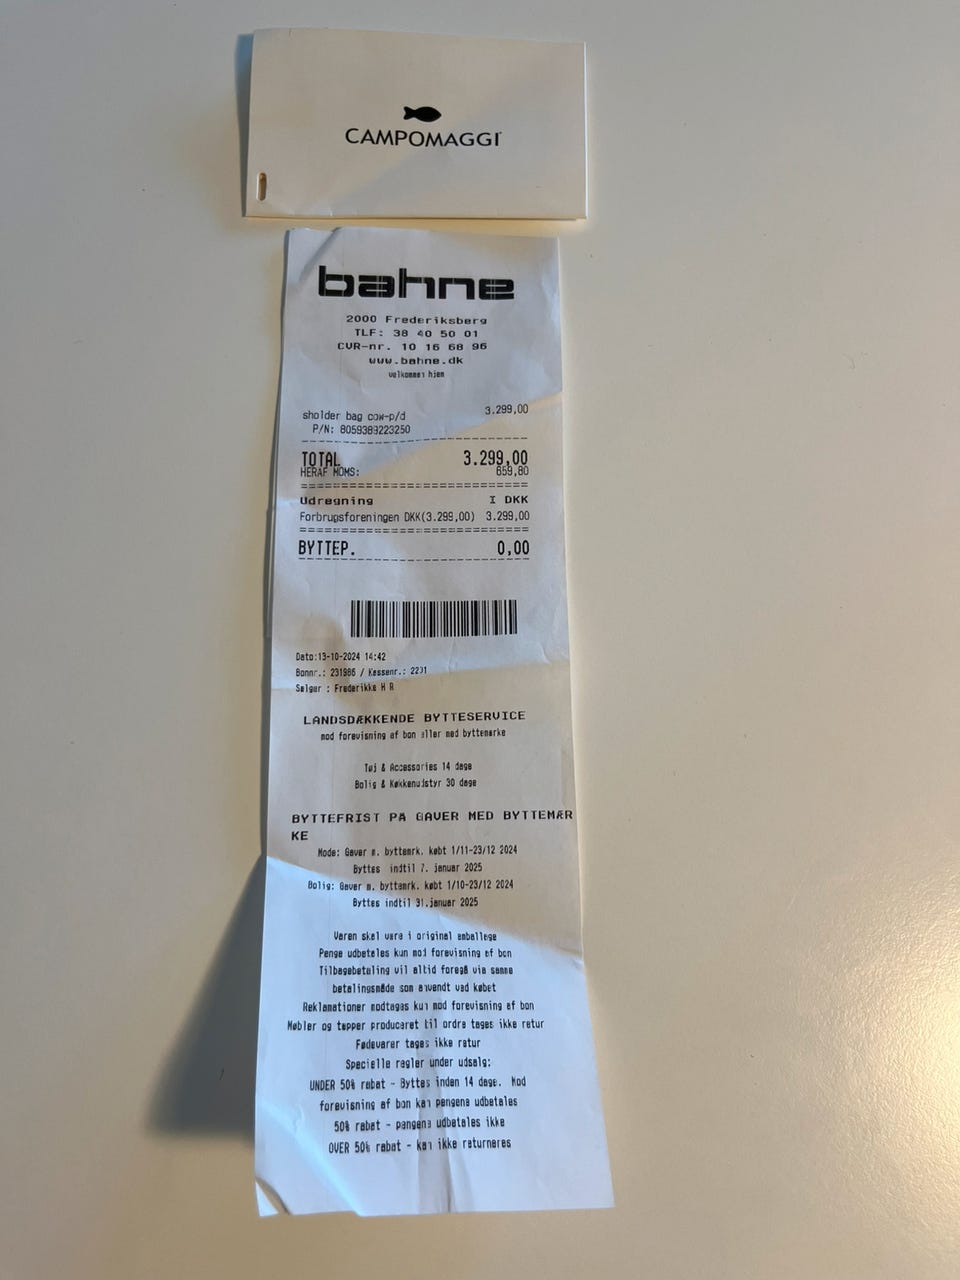 CAMPOMAGGI
bahne
2000 Frederiksberg
TLF: 38 40 50 01
CVR-nr. 10 16 68 96
www.bahne.dk
velkommen hjem
sholder bag cow-p/d 3.299,00
P/N: 8059389223250
TOTAL 3.299,00
HERAF MOMS: 659,80
Udregning I DKK
Forbrugsforeningen DKK(3.299,00) 3.299,00
BYTTEP. 0,00
Dato:13-10-2024 14:42
Bonnr.: 231986 / Kassenr.: 2201
Sælger : Frederikke H R
LANDSDÆKKENDE BYTTESERVICE
mod forevisning af bon eller med byttemærke
Tøj & Accessories 14 dage
Bolig & Køkkenudstyr 30 dage
BYTTEFRIST PÅ GAVER MED BYTTEMÆR
KE
Mode: Gaver m. byttemrk. købt 1/11-23/12 2024
Byttes indtil 7. januar 2025
Bolig: Gaver m. byttemrk. købt 1/10-23/12 2024
Byttes indtil 31.januar 2025
Varen skal være i original emballage
Penge udbetales kun mod forevisning af bon
Tilbagebetaling vil altid foregå via samme
betalingsmåde som anvendt ved købet
Reklamationer modtages kun mod forevisning af bon
Møbler og tæpper produceret til ordre tages ikke retur
Fødevarer tages ikke retur
Specielle regler under udsalg:
UNDER 50% rabat - Byttes inden 14 dage. Mod
forevisning af bon kan pengene udbetales
50% rabat - pengene udbetales ikke
OVER 50% rabat - kan ikke returneres